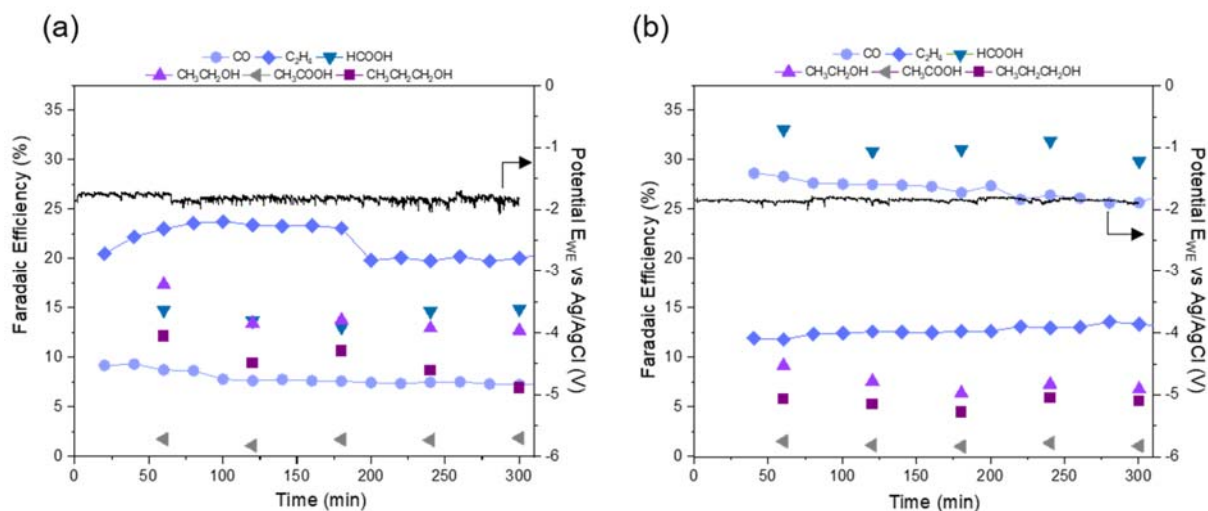 (a)
CO C₂H₄ HCOOH
CH₃CH₂OH CH₃COOH CH₃CH₂CH₂OH
Faradaic Efficiency (%)
35
30
25
20
15
10
5
0
0 50 100 150 200 250 300
Time (min)
0
-1
-2
-3
-4
-5
-6
Potential E_WE vs Ag/AgCl (V)
(b)
CO C₂H₄ HCOOH
CH₃CH₂OH CH₃COOH CH₃CH₂CH₂OH
Faradaic Efficiency (%)
35
30
25
20
15
10
5
0
0 50 100 150 200 250 300
Time (min)
0
-1
-2
-3
-4
-5
-6
Potential E_WE vs Ag/AgCl (V)